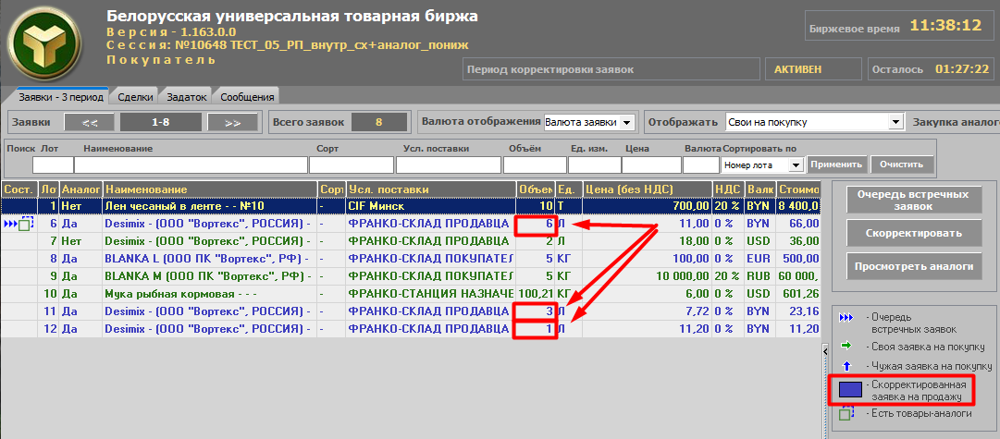 Белорусская универсальная товарная биржа
Версия - 1.163.0.0
Сессия: №10648 ТЕСТ_05_РП_внутр_сх+аналог_пониж
Покупатель
Биржевое время 11:38:12
Период корректировки заявок АКТИВЕН Осталось 01:27:22
Заявки - 3 период Сделки Задаток Сообщения
Заявки << 1-8 >> Всего заявок 8 Валюта отображения Валюта заявки Отображать Свои на покупку Закупка аналого
Поиск Лот Наименование Сорт Усл. поставки Объём Ед. изм. Цена Валюта Сортировать по
Номер лота Применить Очистить
Сост. Ло Аналог Наименование Сорт Усл. поставки Объем Ед. Цена (без НДС) НДС Валк Стоимо
1 Нет Лен чесаный в ленте - - №10 CIF Минск 10 Т 700,00 20 % BYN 8 400,0
6 Да Desimix - (ООО "Вортекс", РОССИЯ) - - ФРАНКО-СКЛАД ПРОДАВЦА 6 Л 11,00 0 % BYN 66,00
7 Нет Desimix - (ООО "Вортекс", РОССИЯ) - - ФРАНКО-СКЛАД ПРОДАВЦА 2 Л 18,00 0 % USD 36,00
8 Да BLANKA L (ООО ПК "Вортекс", РФ) - - ФРАНКО-СКЛАД ПОКУПАТЕЛ 5 КГ 100,00 0 % EUR 500,00
9 Да BLANKA M (ООО ПК "Вортекс", РФ) - - ФРАНКО-СКЛАД ПОКУПАТЕЛ 5 КГ 10 000,00 20 % RUB 60 000,
10 Да Мука рыбная кормовая - - - ФРАНКО-СТАНЦИЯ НАЗНАЧЕ 100,21 КГ 6,00 0 % USD 601,26
11 Да Desimix - (ООО "Вортекс", РОССИЯ) - - ФРАНКО-СКЛАД ПРОДАВЦА 3 Л 7,72 0 % BYN 23,16
12 Да Desimix - (ООО "Вортекс", РОССИЯ) - - ФРАНКО-СКЛАД ПРОДАВЦА 1 Л 11,20 0 % BYN 11,20
Очередь встречных
заявок
Скорректировать
Просмотреть аналоги
- Очередь
встречных заявок
- Своя заявка на покупку
- Чужая заявка на покупку
- Скорректированная
заявка на продажу
- Есть товары-аналоги